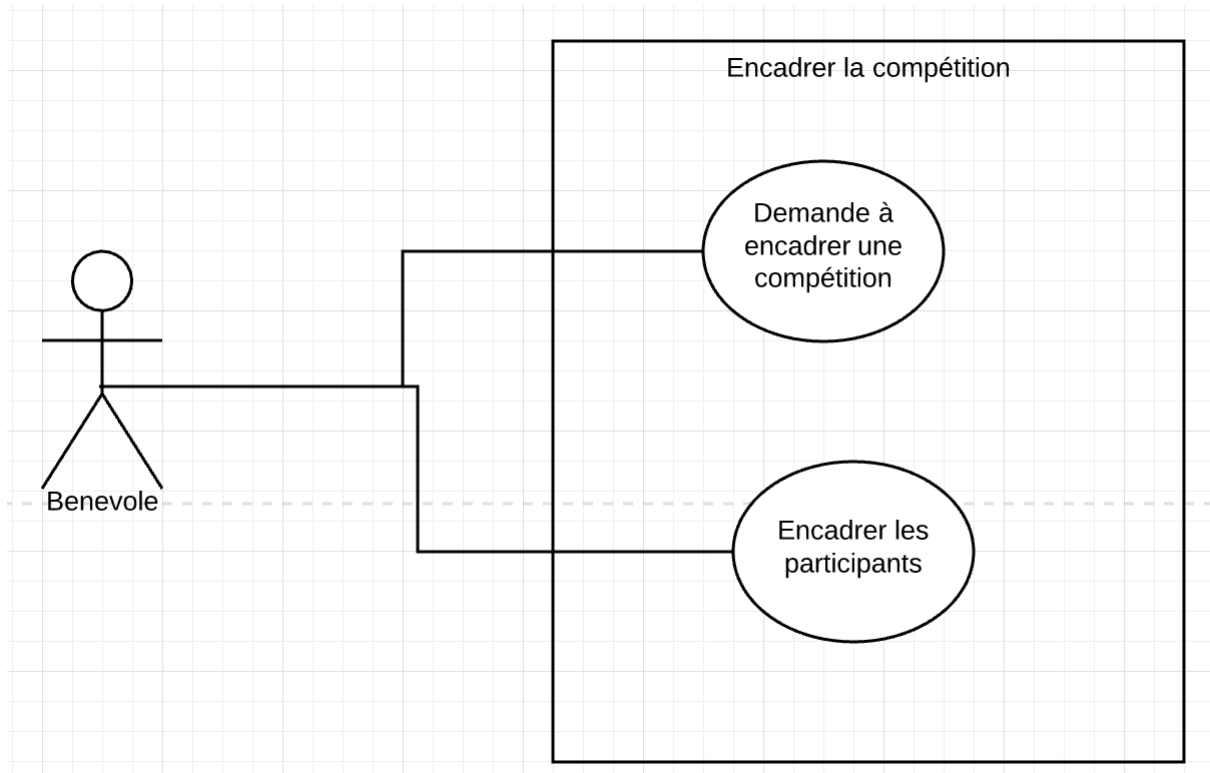 Encadrer la compétition
Demande à
encadrer une
compétition
Benevole
Encadrer les
participants